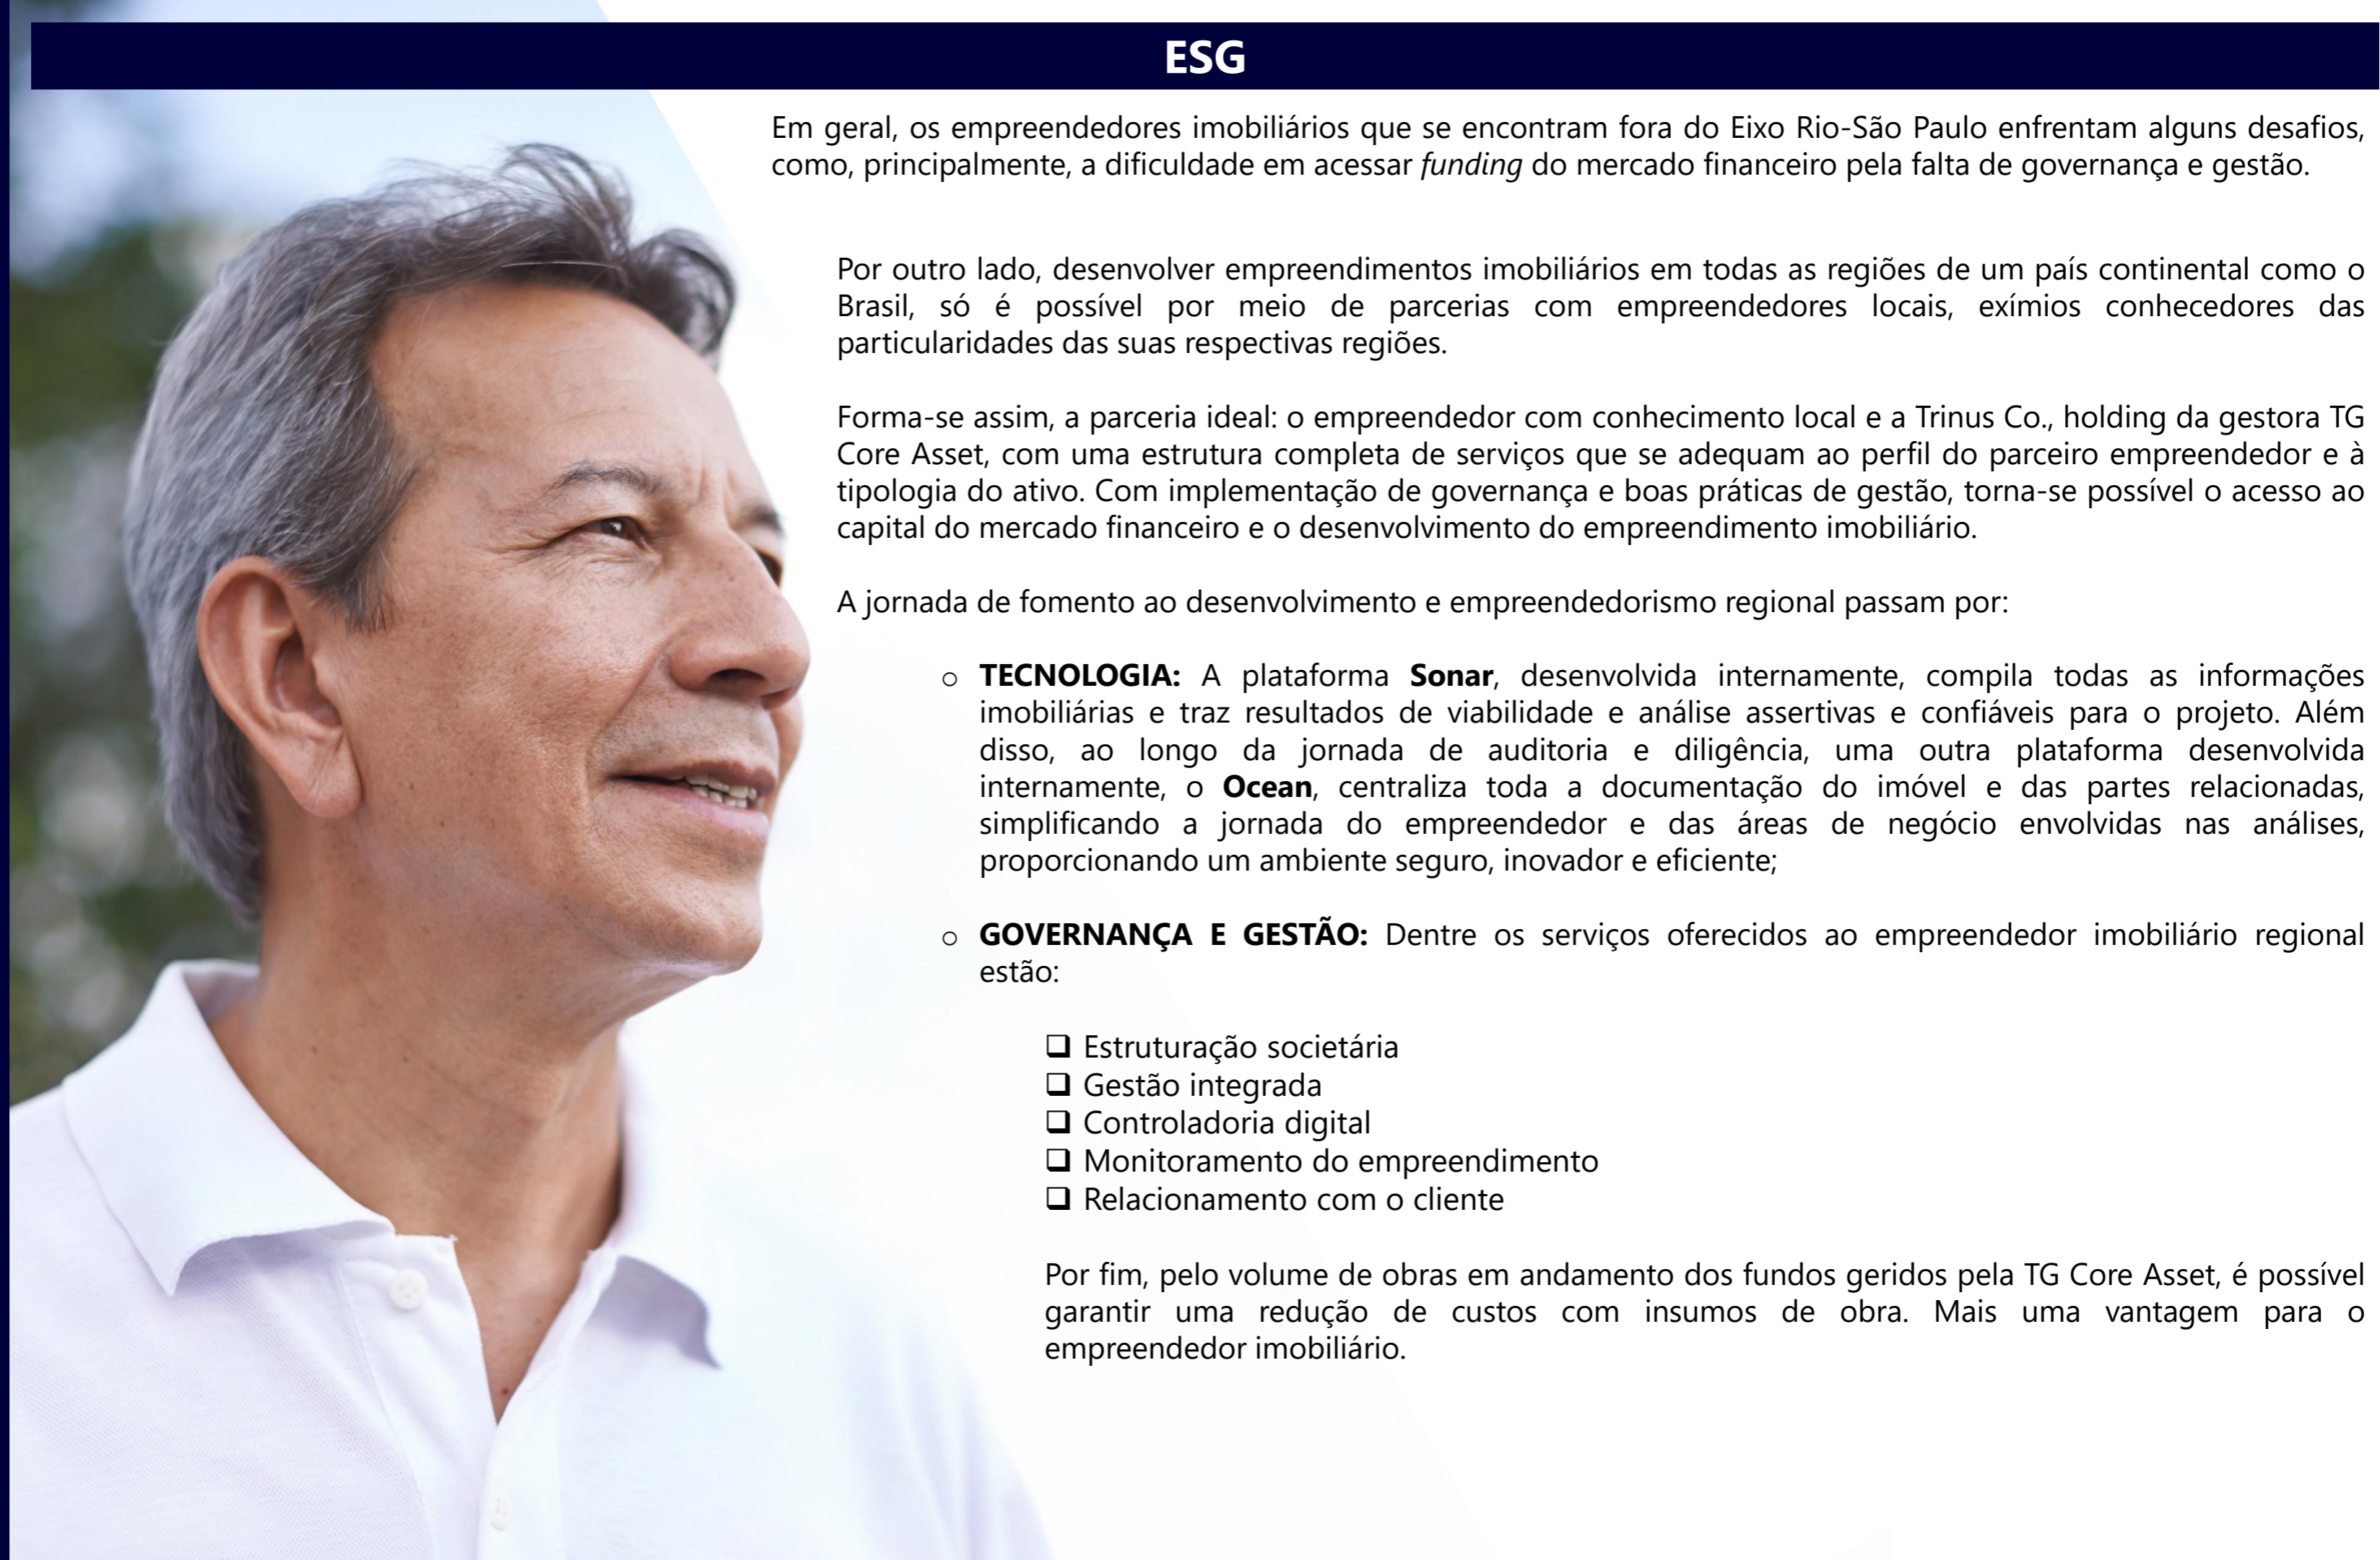 ESG
Em geral, os empreendedores imobiliários que se encontram fora do Eixo Rio-São Paulo enfrentam alguns desafios,
como, principalmente, a dificuldade em acessar funding do mercado financeiro pela falta de governança e gestão.
Por outro lado, desenvolver empreendimentos imobiliários em todas as regiões de um país continental como o
Brasil, só é possível por meio de parcerias com empreendedores locais, exímios conhecedores das
particularidades das suas respectivas regiões.
Forma-se assim, a parceria ideal: o empreendedor com conhecimento local e a Trinus Co., holding da gestora TG
Core Asset, com uma estrutura completa de serviços que se adequam ao perfil do parceiro empreendedor e à
tipologia do ativo. Com implementação de governança e boas práticas de gestão, torna-se possível o acesso ao
capital do mercado financeiro e o desenvolvimento do empreendimento imobiliário.
A jornada de fomento ao desenvolvimento e empreendedorismo regional passam por:
o TECNOLOGIA: A plataforma Sonar, desenvolvida internamente, compila todas as informações
imobiliárias e traz resultados de viabilidade e análise assertivas e confiáveis para o projeto. Além
disso, ao longo da jornada de auditoria e diligência, uma outra plataforma desenvolvida
internamente, o Ocean, centraliza toda a documentação do imóvel e das partes relacionadas,
simplificando a jornada do empreendedor e das áreas de negócio envolvidas nas análises,
proporcionando um ambiente seguro, inovador e eficiente;
o GOVERNANÇA E GESTÃO: Dentre os serviços oferecidos ao empreendedor imobiliário regional
estão:
❑ Estruturação societária
❑ Gestão integrada
❑ Controladoria digital
❑ Monitoramento do empreendimento
❑ Relacionamento com o cliente
Por fim, pelo volume de obras em andamento dos fundos geridos pela TG Core Asset, é possível
garantir uma redução de custos com insumos de obra. Mais uma vantagem para o
empreendedor imobiliário.